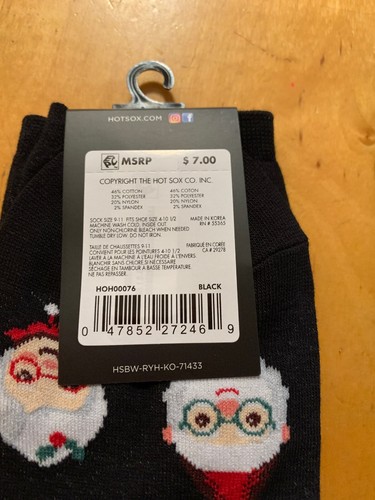 HOTSOX.COM
MSRP $ 7.00
COPYRIGHT THE HOT SOX CO. INC.
46% COTTON 46% COTON
32% POLYESTER 32% POLYESTER
20% NYLON 20% NYLON
2% SPANDEX 2% SPANDEX
SOCK SIZE 9-11 FITS SHOE SIZE 4-10 1/2 MADE IN KOREA
MACHINE WASH COLD, INSIDE OUT RN # 55365
ONLY NON-CHLORINE BLEACH WHEN NEEDED
TUMBLE DRY LOW. DO NOT IRON.
TAILLE DE CHAUSSETTES 9-11 FABRIQUÉ EN CORÉE
CONVIENT POUR LES POINTURES 4-10 1/2 CA # 29278
LAVER À LA MACHINE À L'EAU FROIDE ET À L'ENVERS.
BLANCHIR SANS CHLORE SI NÉCESSAIRE
SÉCHAGE EN TAMBOUR À BASSE TEMPÉRATURE
NE PAS REPASSER.
HOH00076 BLACK
0 47852 27246 9
HSBW-RYH-KO-71433